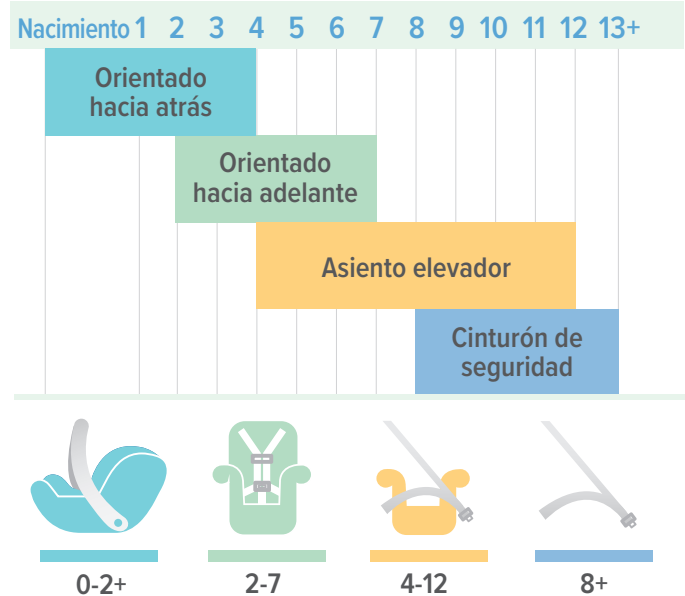 Nacimiento 1 2 3 4 5 6 7 8 9 10 11 12 13+
Orientado
hacia atrás
Orientado
hacia adelante
Asiento elevador
Cinturón de
seguridad
0-2+ 2-7 4-12 8+